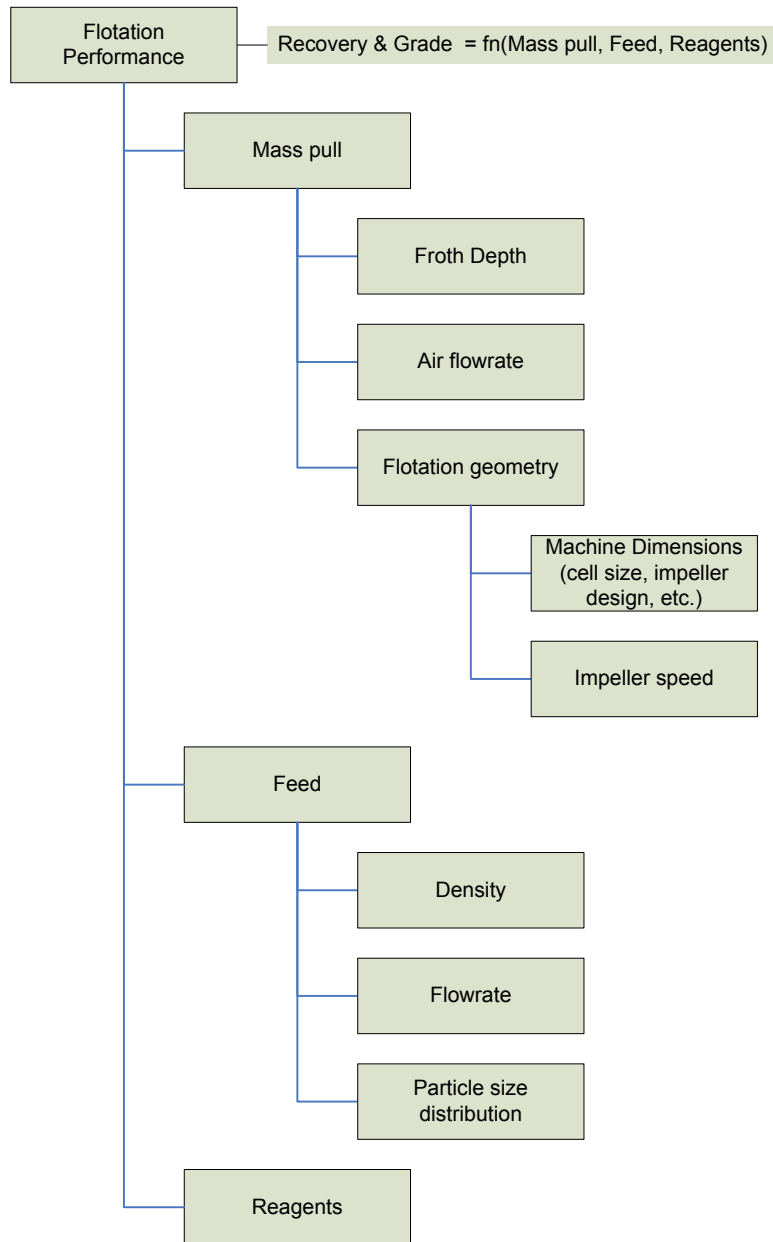 Flotation
Performance
Recovery & Grade  = fn(Mass pull, Feed, Reagents)
Mass pull
Froth Depth
Air flowrate
Flotation geometry
Machine Dimensions
(cell size, impeller
design, etc.)
Impeller speed
Feed
Density
Flowrate
Particle size
distribution
Reagents